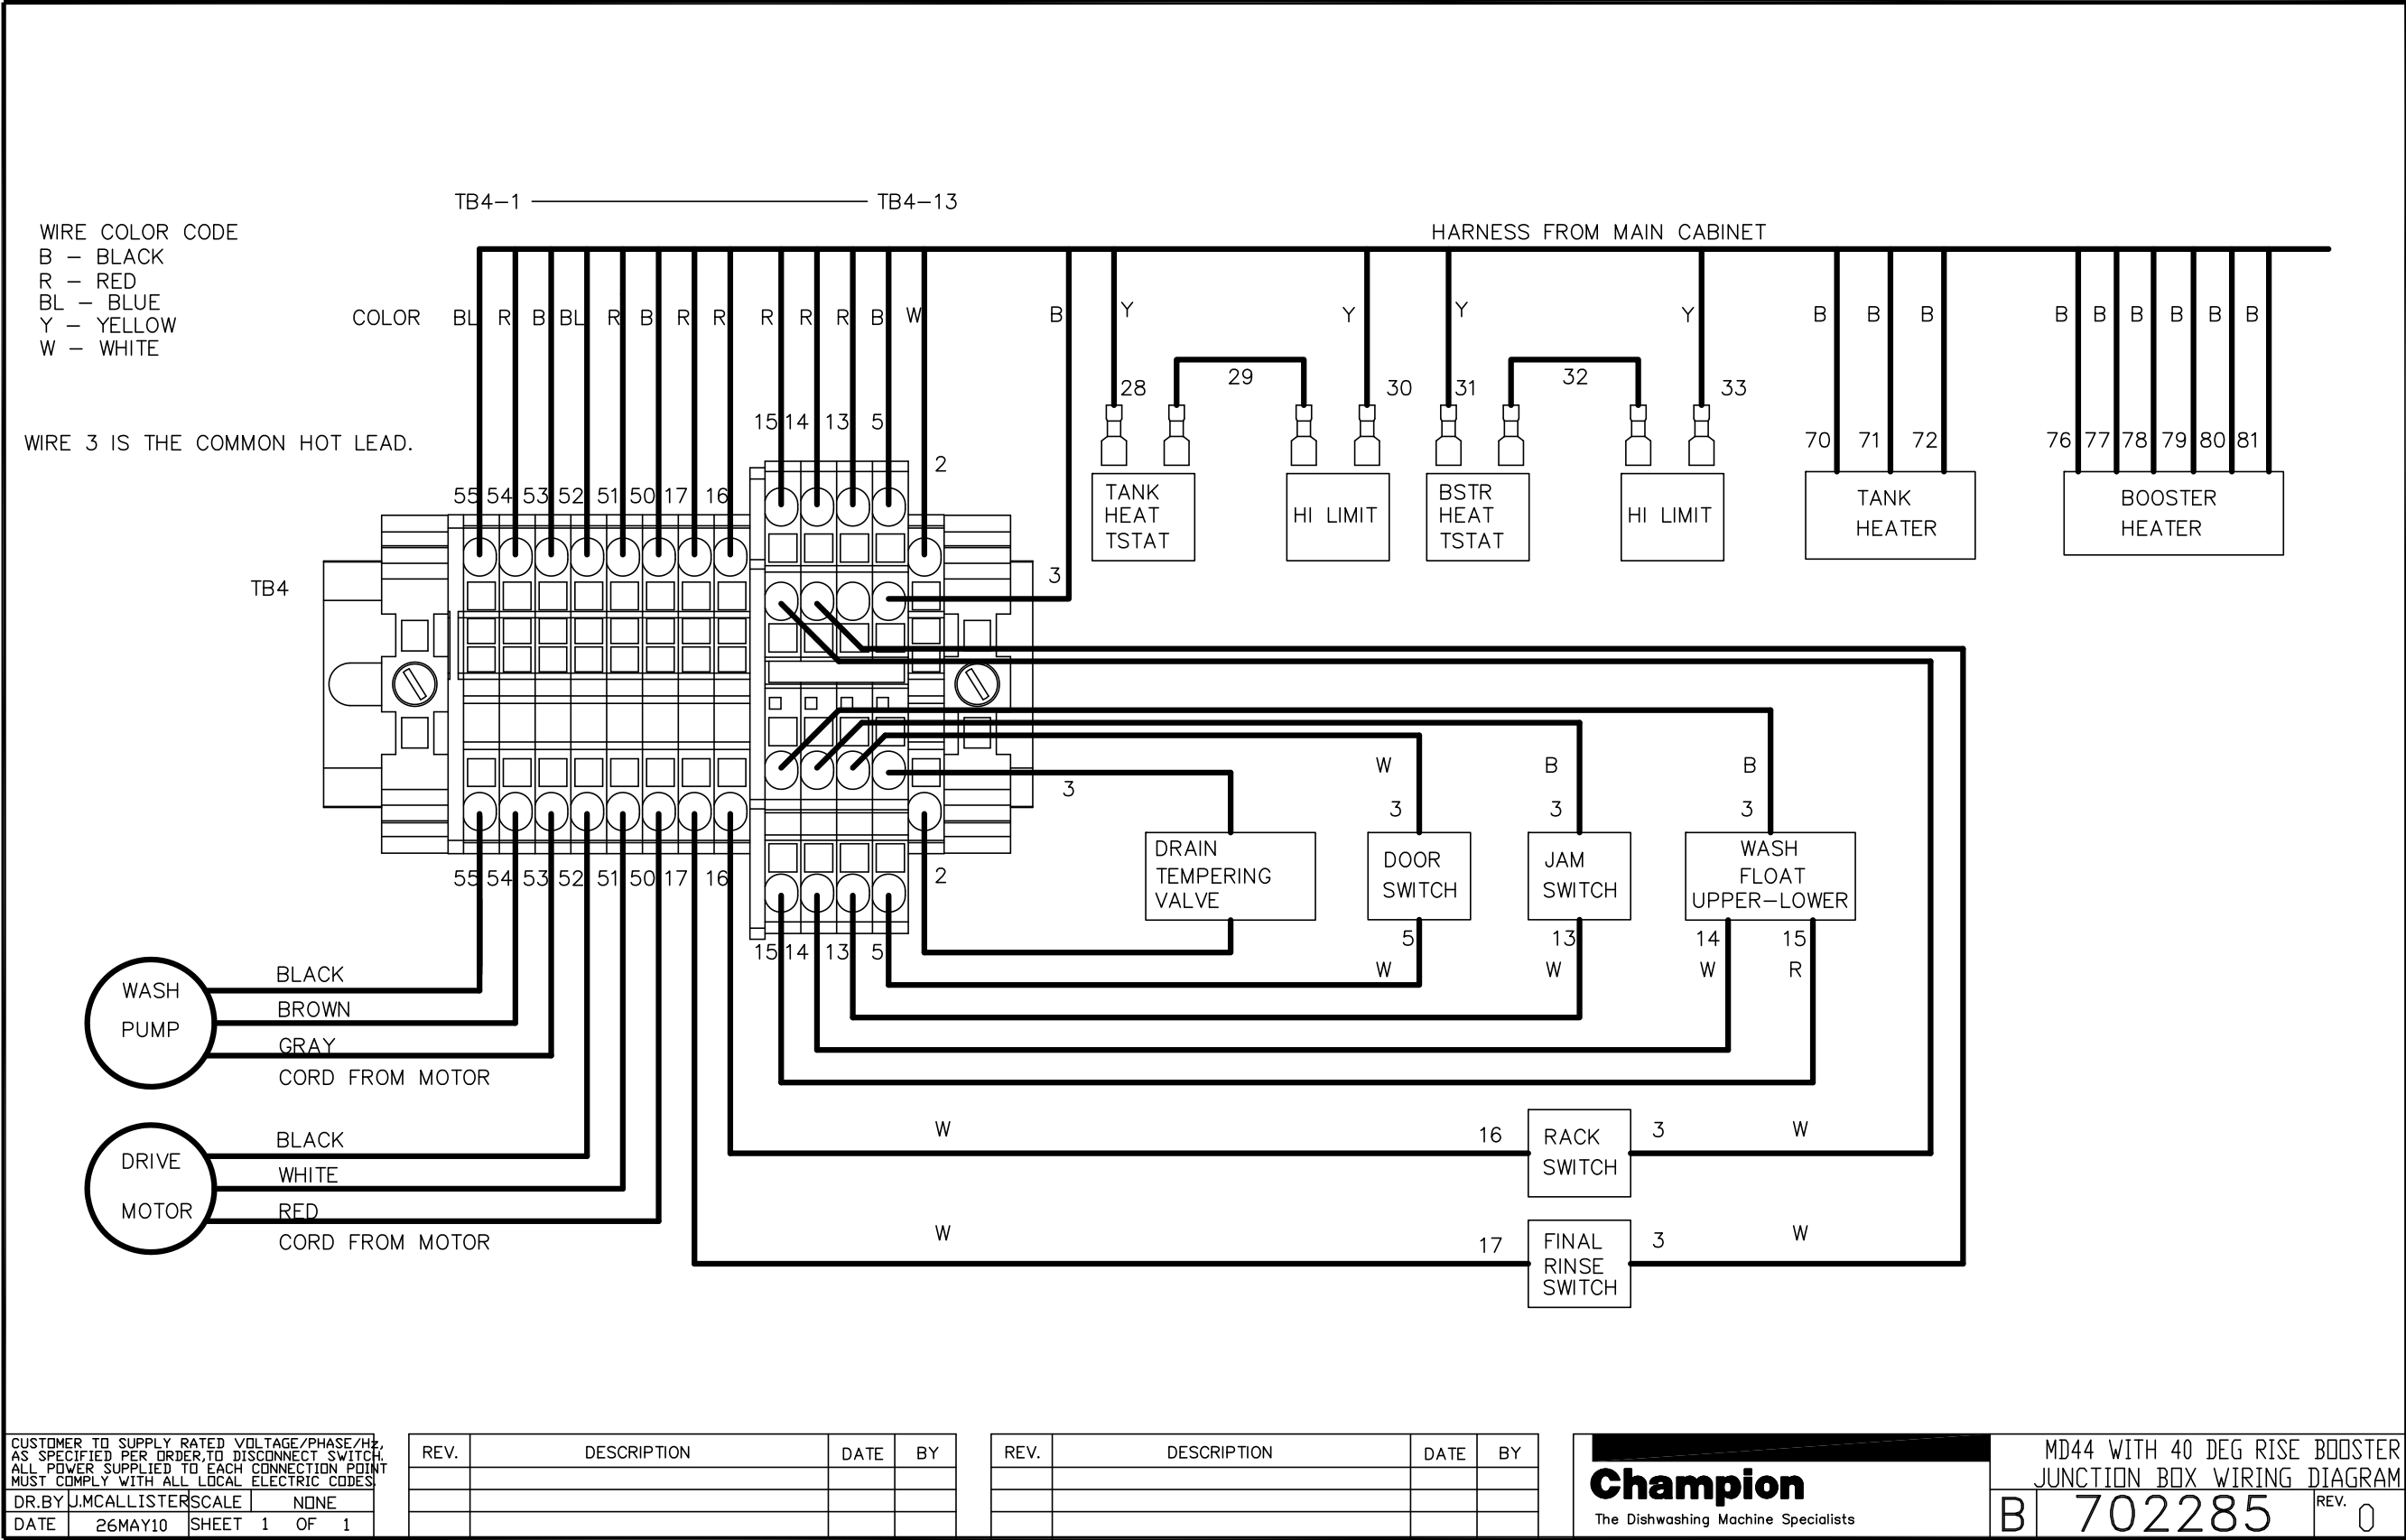 TB4-1
TB4-13
WIRE COLOR CODE
B - BLACK
R - RED
BL - BLUE
Y - YELLOW
W - WHITE
HARNESS FROM MAIN CABINET
COLOR BL R B BL R B R R R R R B W B Y Y Y Y B B B B B B B B B
28 29 30 31 32 33
WIRE 3 IS THE COMMON HOT LEAD.
15 14 13 5
2
70 71 72 76 77 78 79 80 81
55 54 53 52 51 50 17 16
TANK
HEAT
TSTAT
HI LIMIT
BSTR
HEAT
TSTAT
HI LIMIT
TANK
HEATER
BOOSTER
HEATER
TB4
3
3
W B B
3 3 3
DRAIN
TEMPERING
VALVE
DOOR
SWITCH
JAM
SWITCH
WASH
FLOAT
UPPER-LOWER
55 54 53 52 51 50 17 16
2
15 14 13 5
5 13 14 15
W W W R
WASH
PUMP
BLACK
BROWN
GRAY
CORD FROM MOTOR
DRIVE
MOTOR
BLACK
WHITE
RED
CORD FROM MOTOR
W 16 RACK
SWITCH
3 W
W 17 FINAL
RINSE
SWITCH
3 W
CUSTOMER TO SUPPLY RATED VOLTAGE/PHASE/Hz,
AS SPECIFIED PER ORDER,TO DISCONNECT SWITCH.
ALL POWER SUPPLIED TO EACH CONNECTION POINT
MUST COMPLY WITH ALL LOCAL ELECTRIC CODES.
DR.BY J.MCALLISTER SCALE NONE
DATE 26MAY10 SHEET 1 OF 1
REV. DESCRIPTION DATE BY
REV. DESCRIPTION DATE BY
Champion
The Dishwashing Machine Specialists
MD44 WITH 40 DEG RISE BOOSTER
JUNCTION BOX WIRING DIAGRAM
B 702285 REV. 0